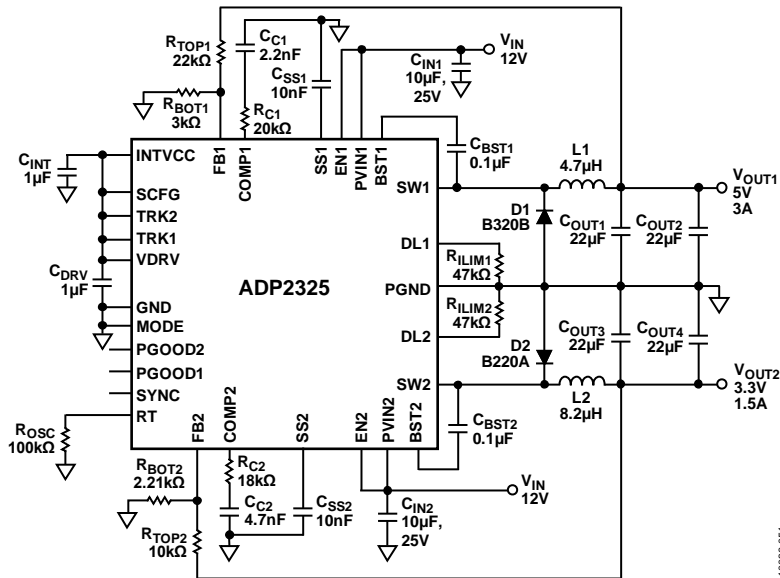 RTOP1
22kΩ
CC1
2.2nF
CSS1
10nF
VIN
12V
CIN1
10µF,
25V
RBOT1
3kΩ
RC1
20kΩ
CBST1
0.1µF
L1
4.7µH
CINT
1µF
FB1
COMP1
SS1
EN1
PVIN1
BST1
INTVCC
SCFG
TRK2
TRK1
VDRV
GND
MODE
PGOOD2
PGOOD1
SYNC
RT
CDRV
1µF
ADP2325
SW1
DL1
PGND
DL2
SW2
D1
B320B
RILIM1
47kΩ
RILIM2
47kΩ
D2
B220A
COUT1
22µF
COUT2
22µF
COUT3
22µF
COUT4
22µF
VOUT1
5V
3A
VOUT2
3.3V
1.5A
L2
8.2µH
FB2
COMP2
SS2
EN2
PVIN2
BST2
CBST2
0.1µF
ROSC
100kΩ
RBOT2
2.21kΩ
RC2
18kΩ
CC2
4.7nF
CSS2
10nF
RTOP2
10kΩ
CIN2
10µF,
25V
VIN
12V